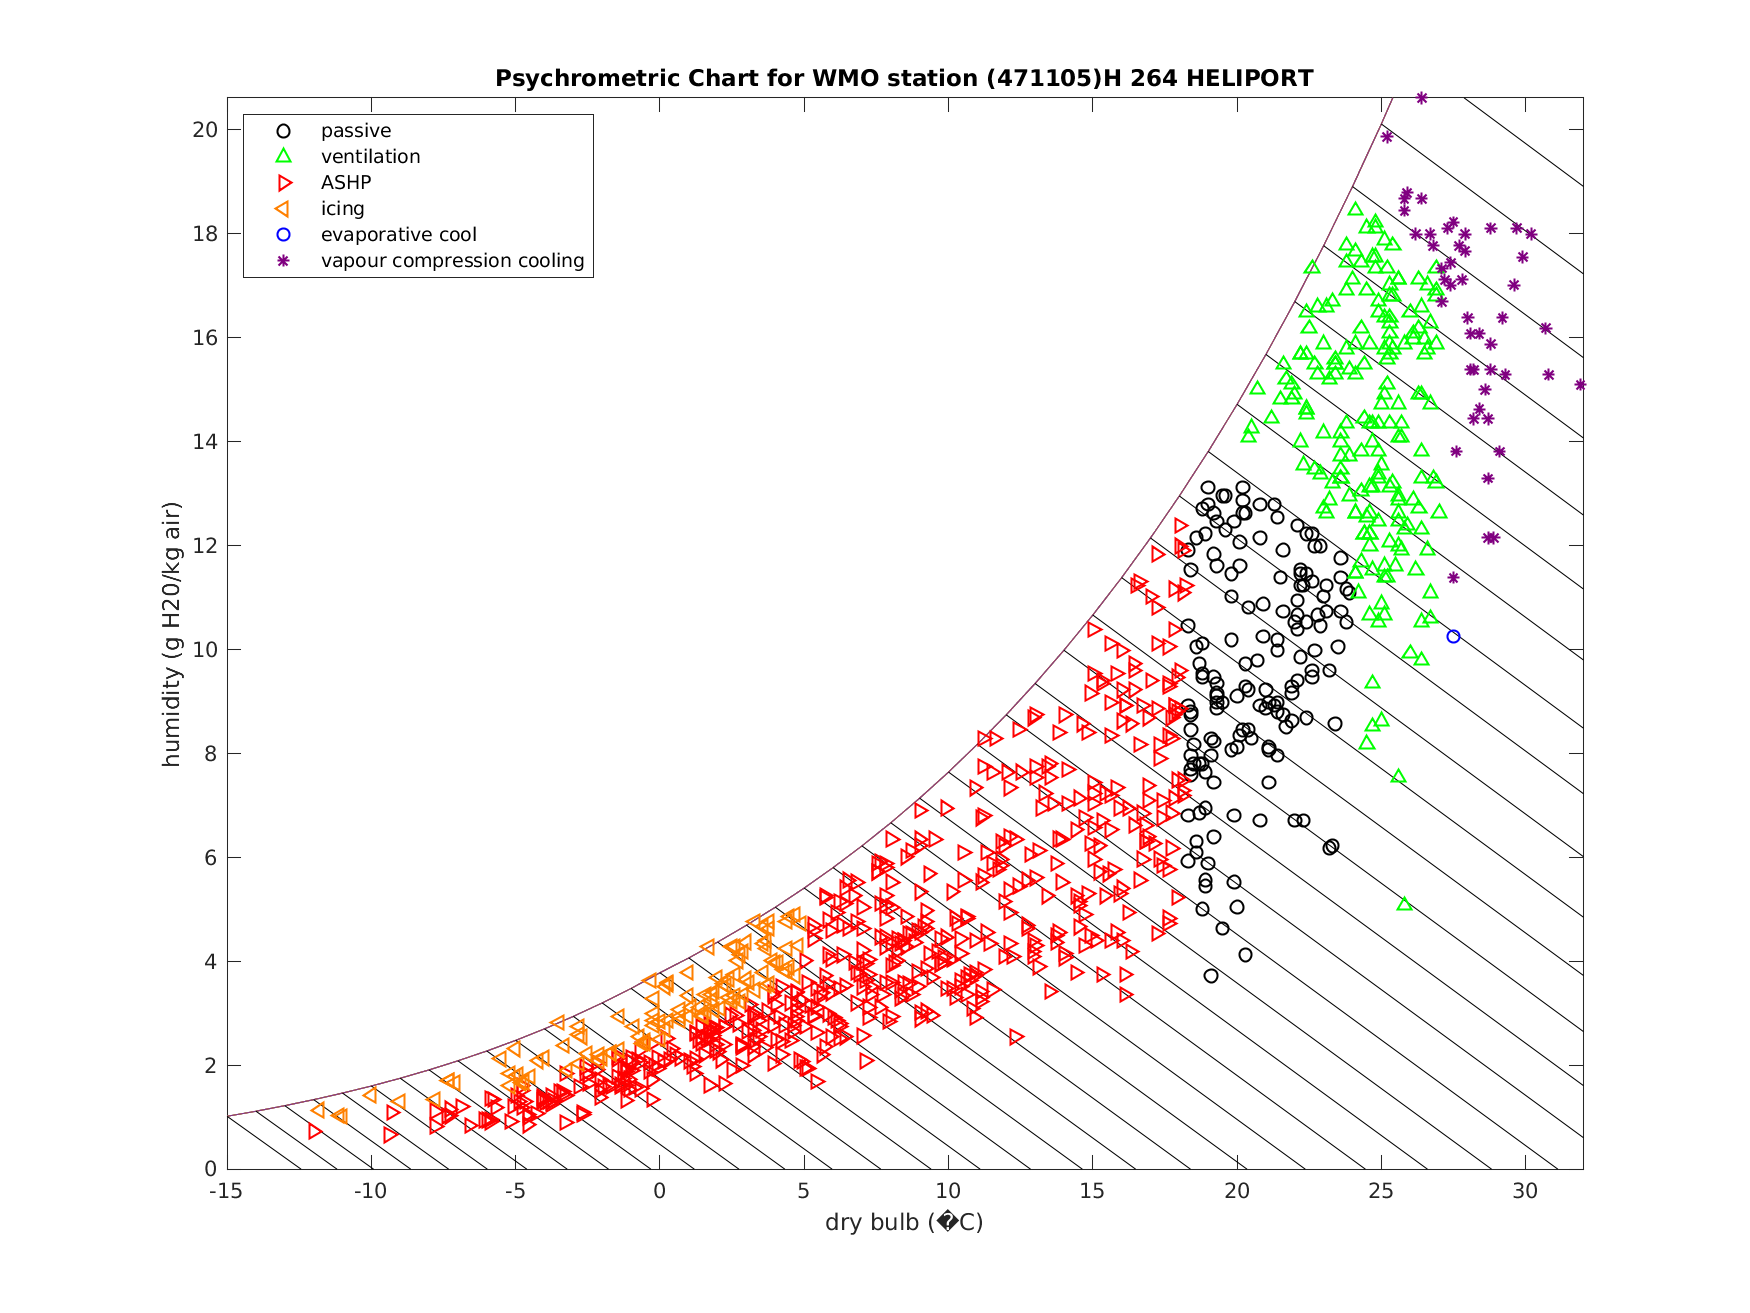 Psychrometric Chart for WMO station (471105)H 264 HELIPORT
passive
ventilation
ASHP
icing
evaporative cool
vapour compression cooling
humidity (g H20/kg air)
20
18
16
14
12
10
8
6
4
2
0
-15 -10 -5 0 5 10 15 20 25 30
dry bulb (�C)